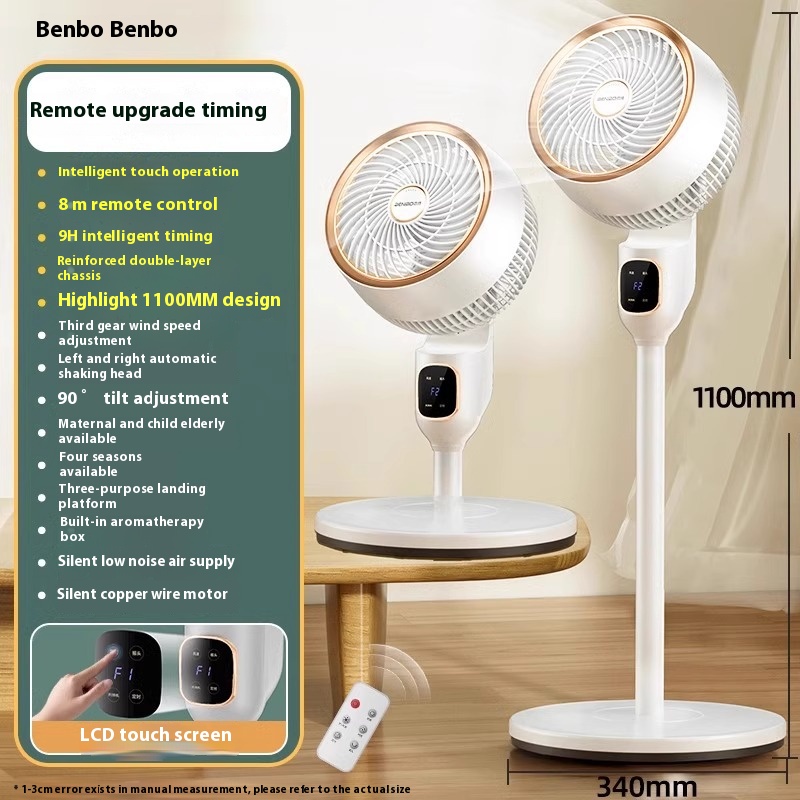 Benbo Benbo
Remote upgrade timing
Intelligent touch operation
8 m remote control
9H intelligent timing
Reinforced double-layer
chassis
Highlight 1100MM design
Third gear wind speed
adjustment
Left and right automatic
shaking head
90° tilt adjustment
Maternal and child elderly
available
Four seasons
available
Three-purpose landing
platform
Built-in aromatherapy
box
Silent low noise air supply
Silent copper wire motor
F1
F1
LCD touch screen
F2
F2
1100mm
340mm
* 1-3cm error exists in manual measurement, please refer to the actual size